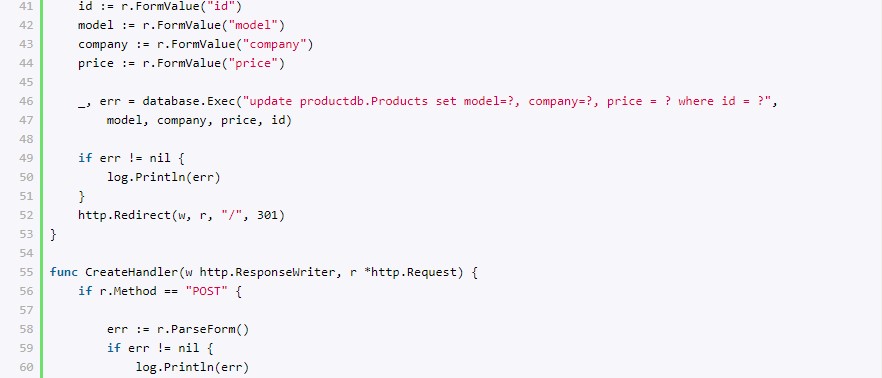 41 id := r.FormValue("id")
42 model := r.FormValue("model")
43 company := r.FormValue("company")
44 price := r.FormValue("price")
45
46 _, err = database.Exec("update productdb.Products set model=?, company=?, price = ? where id = ?",
47 model, company, price, id)
48
49 if err != nil {
50 log.Println(err)
51 }
52 http.Redirect(w, r, "/", 301)
53 }
54
55 func CreateHandler(w http.ResponseWriter, r *http.Request) {
56 if r.Method == "POST" {
57
58 err := r.ParseForm()
59 if err != nil {
60 log.Println(err)